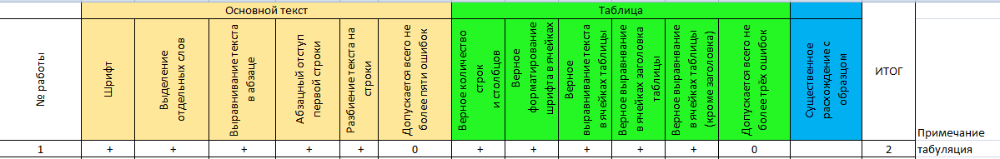 Основной текст
Таблица
№ работы
Шрифт
Выделение
отдельных слов
Выравнивание текста
в абзаце
Абзацный отступ
первой строки
Разбиение текста на
строки
Допускается всего не
более пяти ошибок
Верное количество
строк
и столбцов
Верное
форматирование
шрифта в ячейках
Верное
выравнивание текста
в ячейках таблицы
Верное выравнивание
в ячейках заголовка
таблицы
Верное выравнивание
в ячейках таблицы
(кроме заголовка)
Допускается всего не
более трёх ошибок
Существенное
расхождение с
образцом
ИТОГ
Примечание
1 + + + + + 0 + + + + + 0 2 табуляция